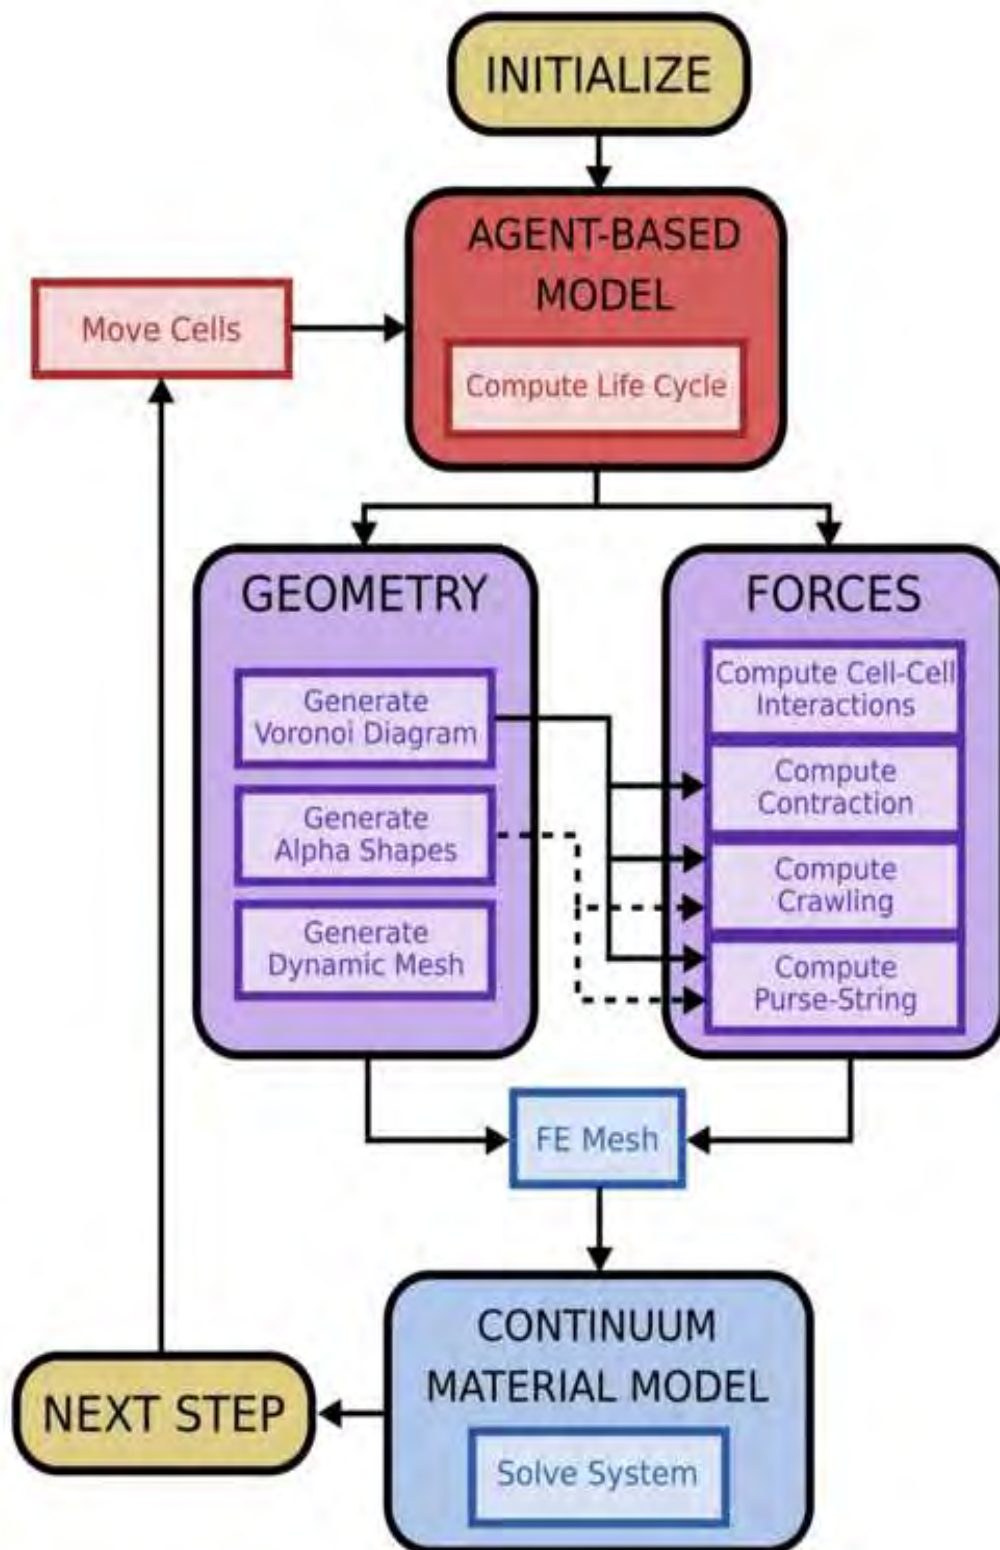 INITIALIZE
AGENT-BASED
MODEL
Move Cells
Compute Life Cycle
GEOMETRY
Generate
Voronoi Diagram
Generate
Alpha Shapes
Generate
Dynamic Mesh
FORCES
Compute Cell-Cell
Interactions
Compute
Contraction
Compute
Crawling
Compute
Purse-String
FE Mesh
CONTINUUM
MATERIAL MODEL
Solve System
NEXT STEP